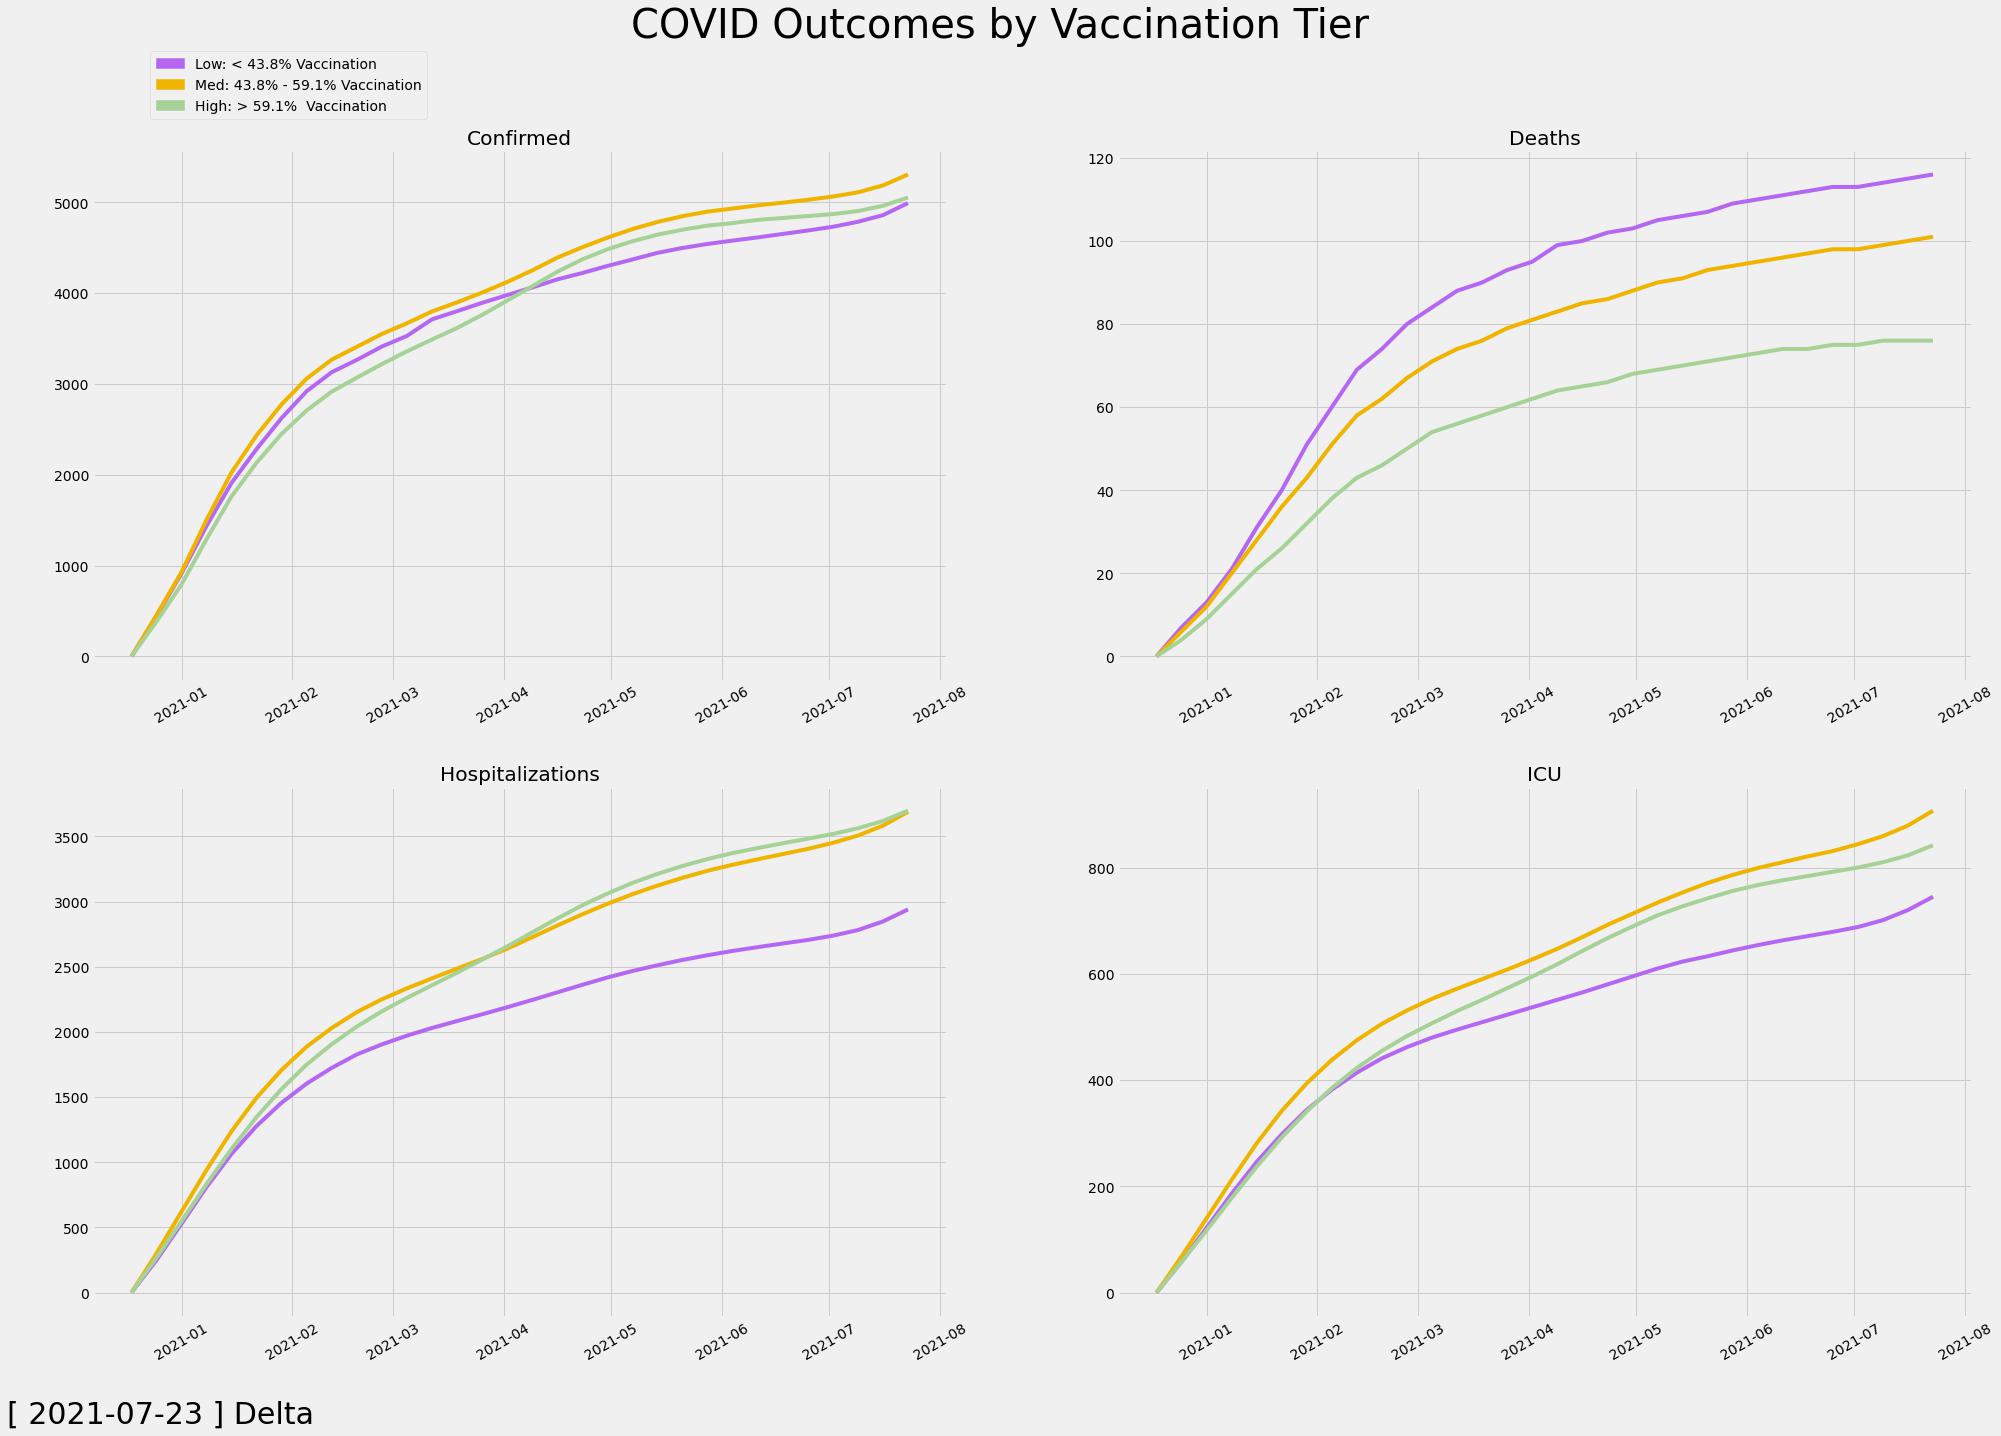 COVID Outcomes by Vaccination Tier
Low: < 43.8% Vaccination
Med: 43.8% - 59.1% Vaccination
High: > 59.1%  Vaccination
Confirmed
5000
4000
3000
2000
1000
0
2021-01 2021-02 2021-03 2021-04 2021-05 2021-06 2021-07 2021-08
Deaths
120
100
80
60
40
20
0
2021-01 2021-02 2021-03 2021-04 2021-05 2021-06 2021-07 2021-08
Hospitalizations
3500
3000
2500
2000
1500
1000
500
0
2021-01 2021-02 2021-03 2021-04 2021-05 2021-06 2021-07 2021-08
ICU
800
600
400
200
0
2021-01 2021-02 2021-03 2021-04 2021-05 2021-06 2021-07 2021-08
[ 2021-07-23 ] Delta